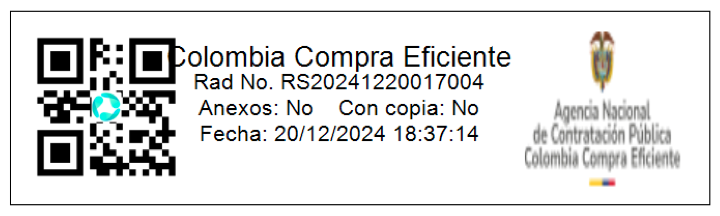 Colombia Compra Eficiente
Rad No. RS20241220017004
Anexos: No Con copia: No
Fecha: 20/12/2024 18:37:14
Agencia Nacional
de Contratación Pública
Colombia Compra Eficiente